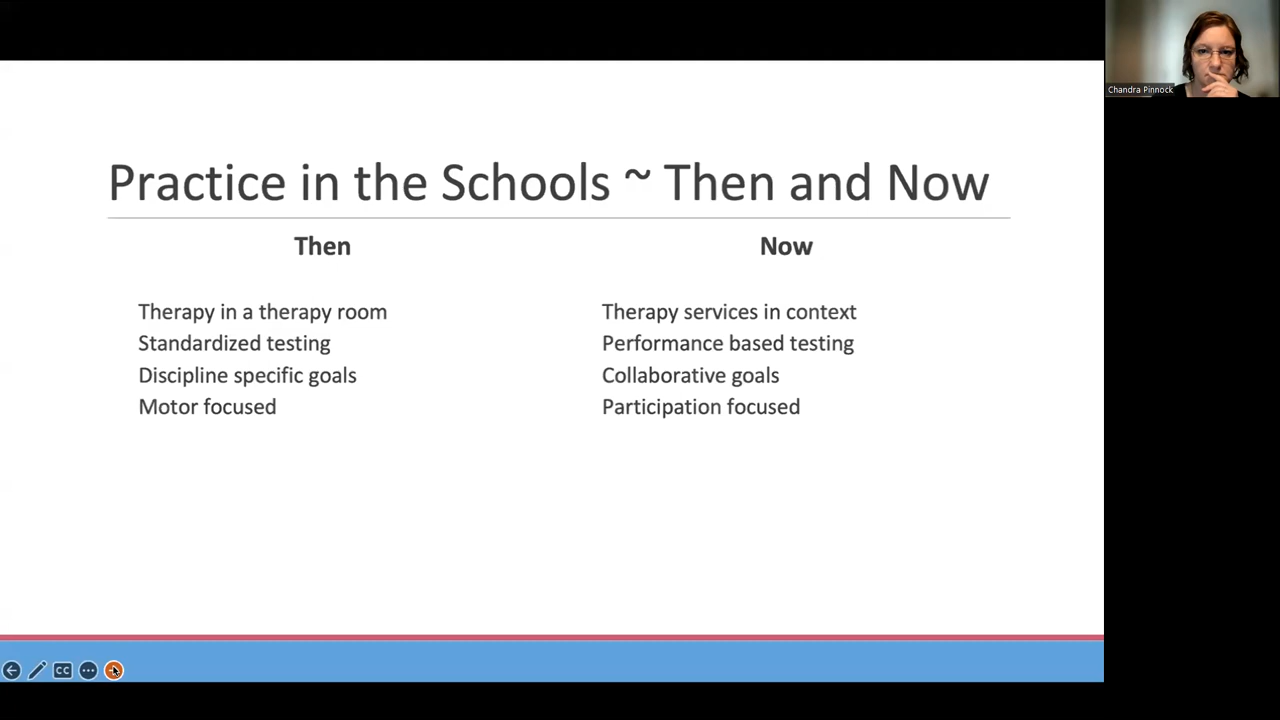 Chandra Pinnock
Practice in the Schools ~ Then and Now
Then
Therapy in a therapy room
Standardized testing
Discipline specific goals
Motor focused
Now
Therapy services in context
Performance based testing
Collaborative goals
Participation focused
CC